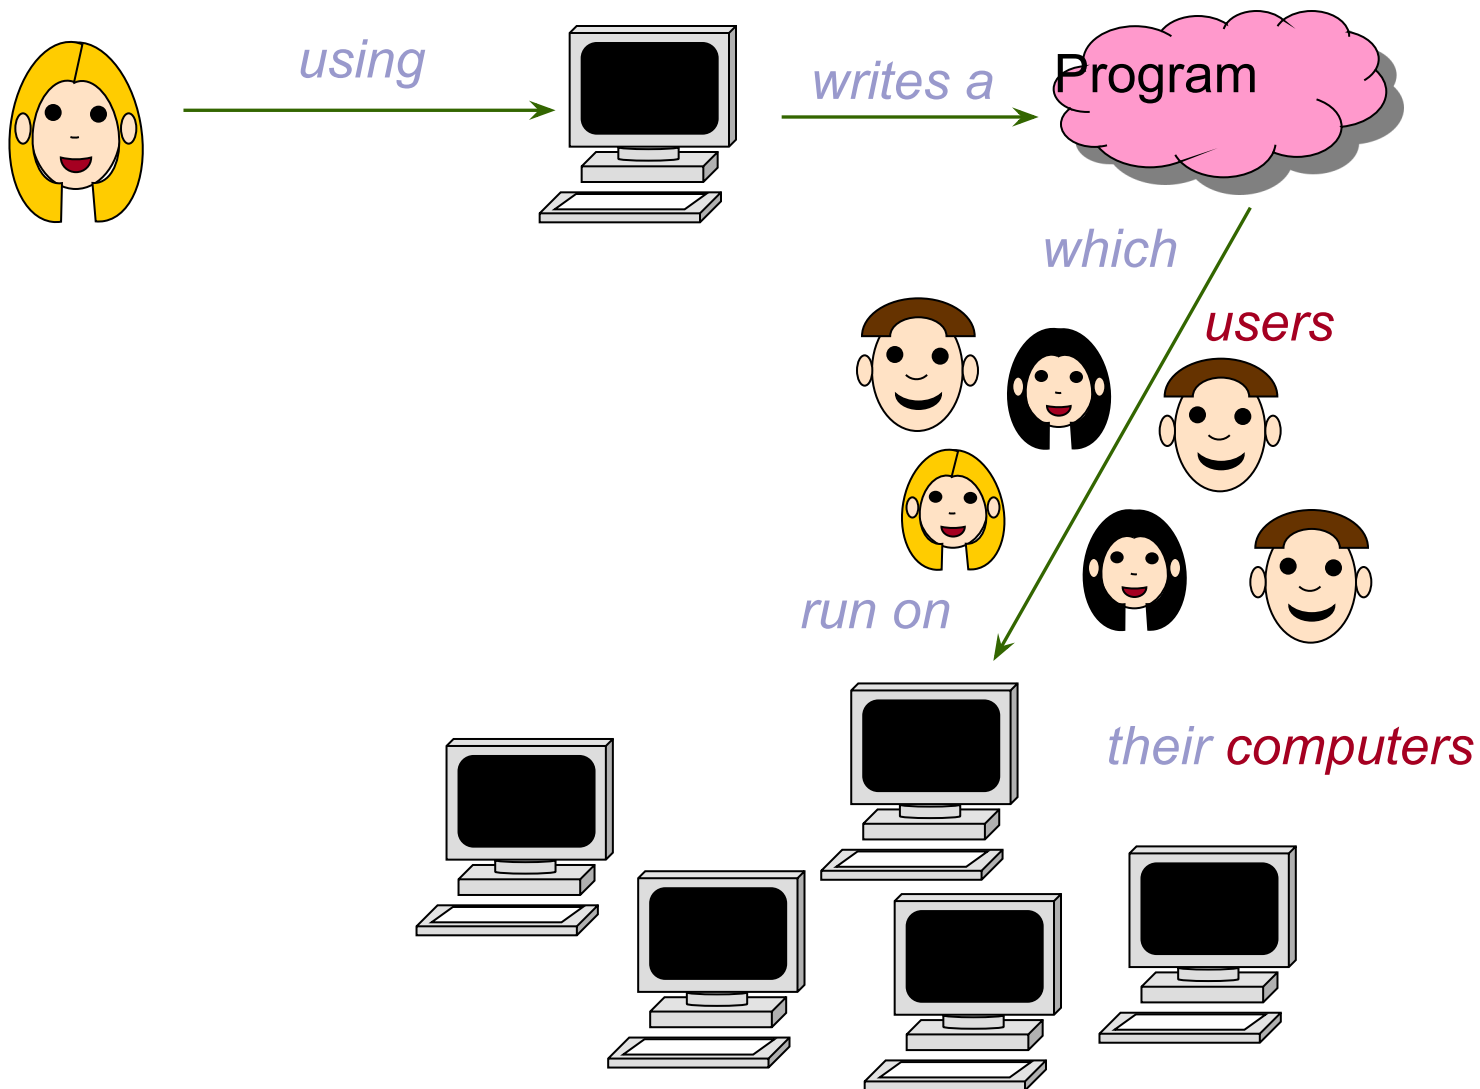 using
writes a
Program
which
users
run on
their computers